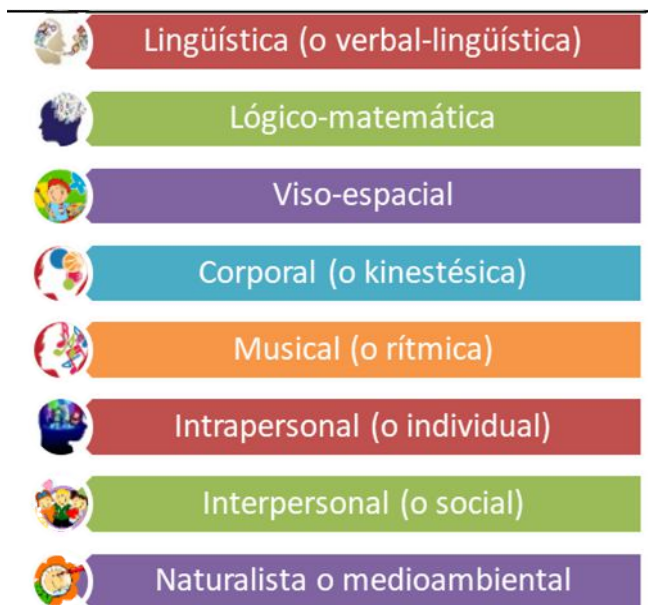 Lingüística (o verbal-lingüística)
Lógico-matemática
Viso-espacial
Corporal (o kinestésica)
Musical (o rítmica)
Intrapersonal (o individual)
Interpersonal (o social)
Naturalista o medioambiental